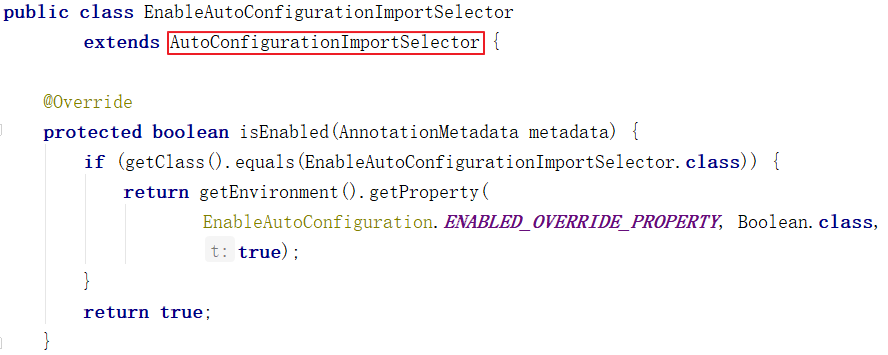 public class EnableAutoConfigurationImportSelector
extends AutoConfigurationImportSelector {
@Override
protected boolean isEnabled(AnnotationMetadata metadata) {
if (getClass().equals(EnableAutoConfigurationImportSelector.class)) {
return getEnvironment().getProperty(
EnableAutoConfiguration.ENABLED_OVERRIDE_PROPERTY, Boolean.class,
t: true);
}
return true;
}